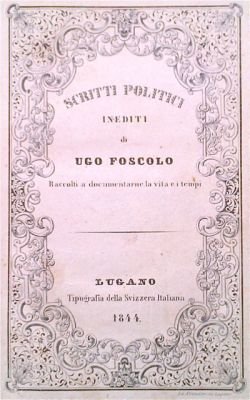 SCRITTI POLITICI
INEDITI
di
UGO FOSCOLO
Raccolti a documentarne la vita e i tempi
LUGANO
Tipografia della Svizzera Italiana
1844.